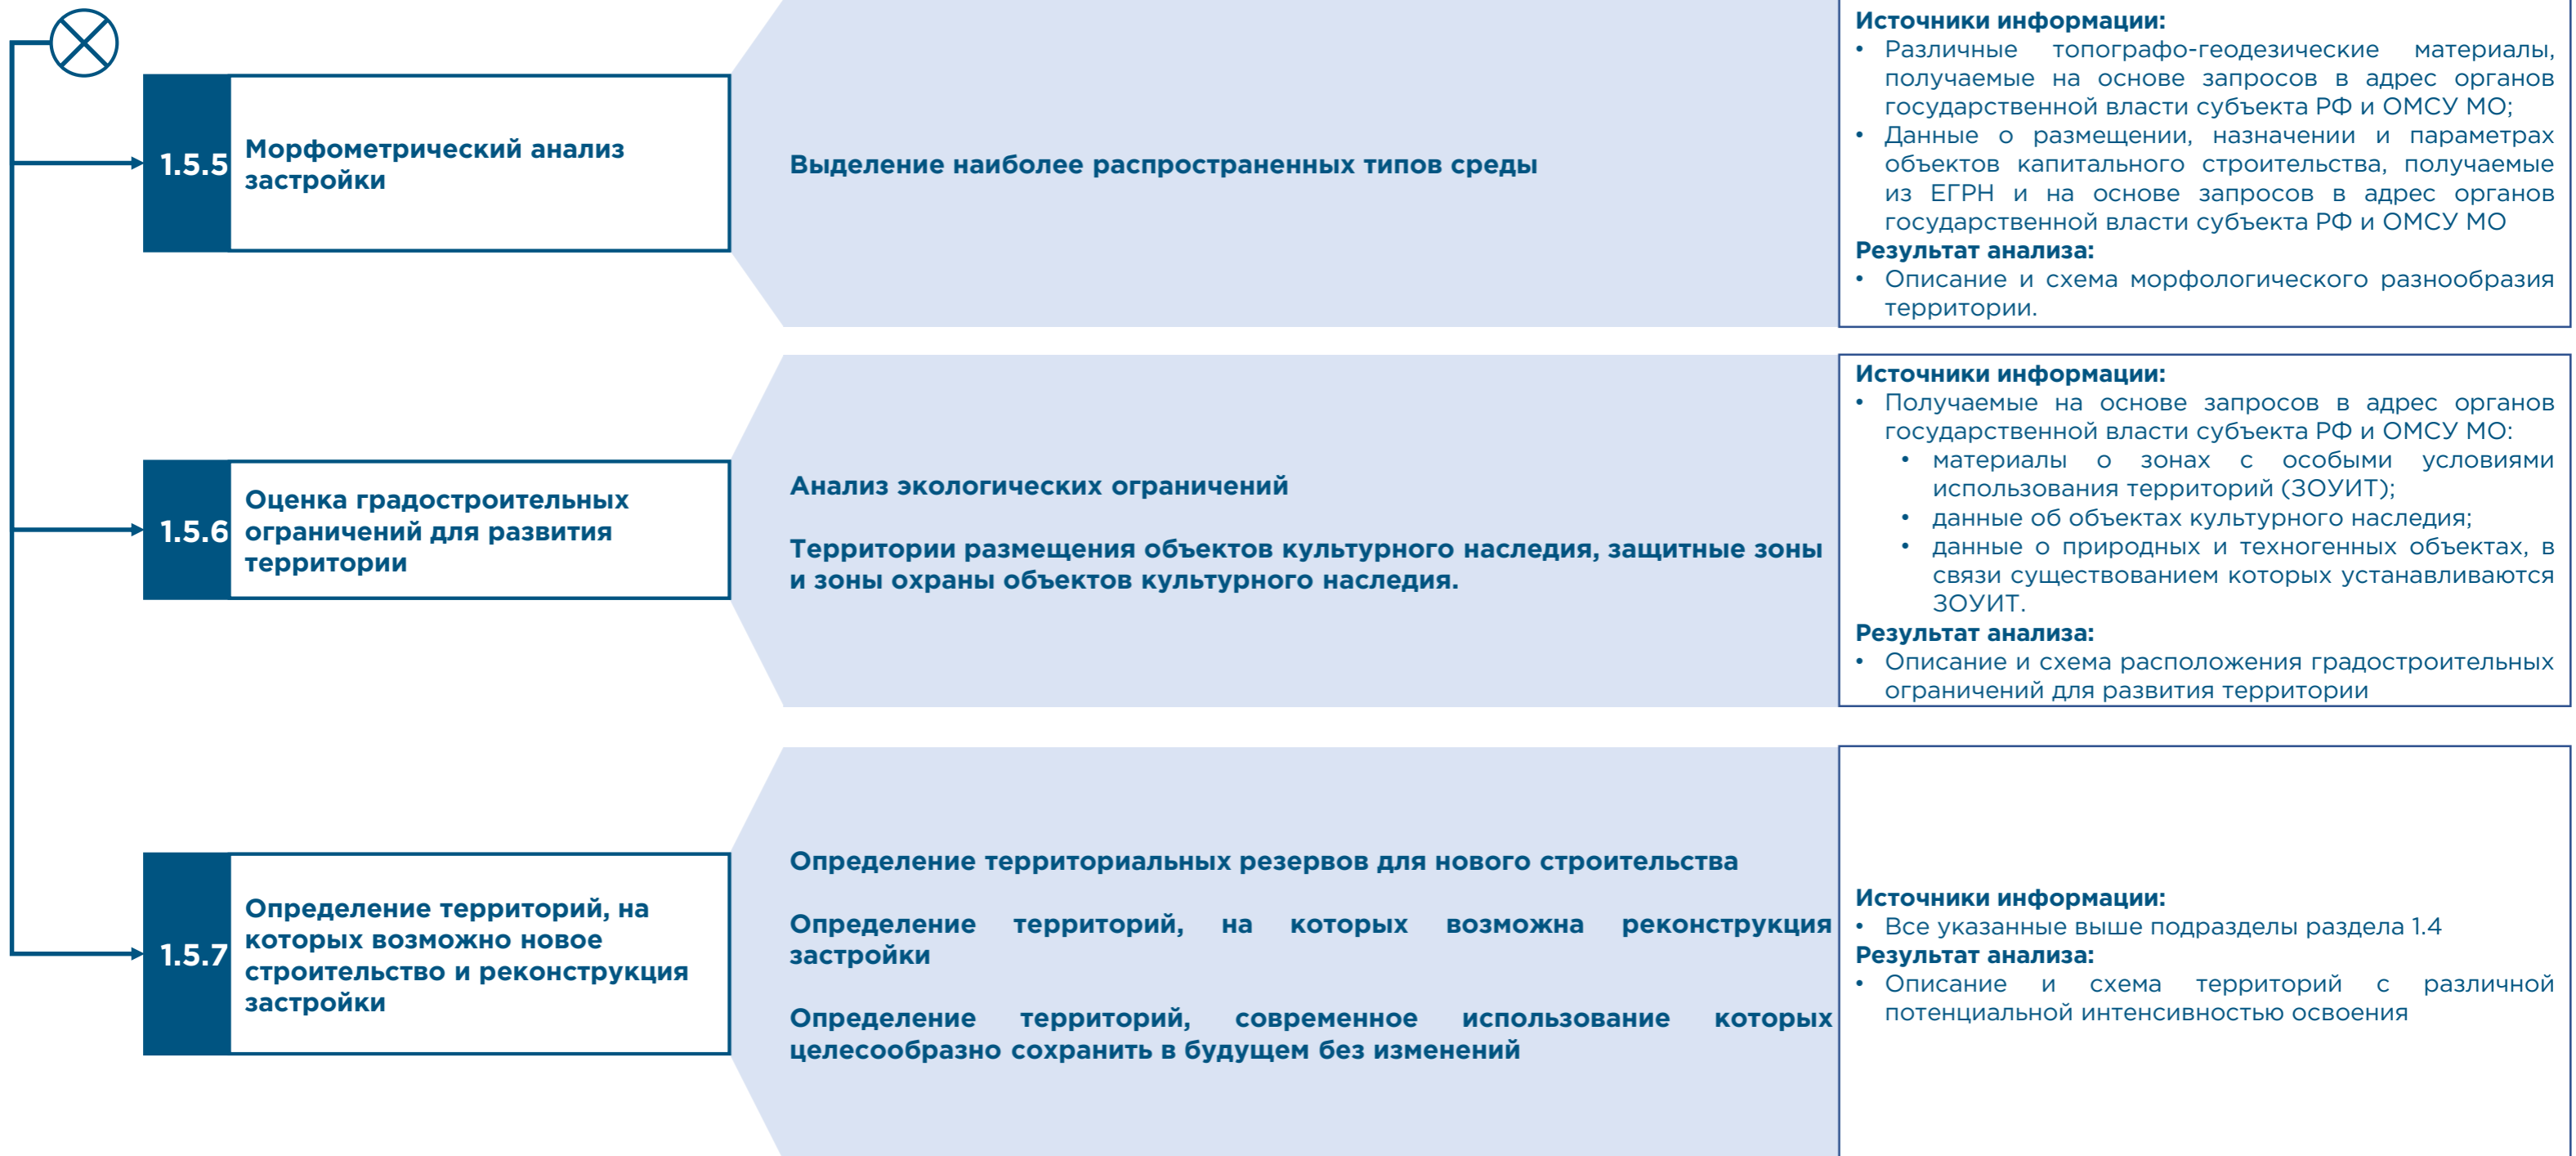 1.5.5
Морфометрический анализ
застройки
Выделение наиболее распространенных типов среды
Источники информации:
• Различные топографо-геодезические материалы,
получаемые на основе запросов в адрес органов
государственной власти субъекта РФ и ОМСУ МО;
• Данные о размещении, назначении и параметрах
объектов капитального строительства, получаемые
из ЕГРН и на основе запросов в адрес органов
государственной власти субъекта РФ и ОМСУ МО
Результат анализа:
• Описание и схема морфологического разнообразия
территории.
1.5.6
Оценка градостроительных
ограничений для развития
территории
Анализ экологических ограничений
Территории размещения объектов культурного наследия, защитные зоны
и зоны охраны объектов культурного наследия.
Источники информации:
• Получаемые на основе запросов в адрес органов
государственной власти субъекта РФ и ОМСУ МО:
• материалы о зонах с особыми условиями
использования территорий (ЗОУИТ);
• данные об объектах культурного наследия;
• данные о природных и техногенных объектах, в
связи существованием которых устанавливаются
ЗОУИТ.
Результат анализа:
• Описание и схема расположения градостроительных
ограничений для развития территории
1.5.7
Определение территорий, на
которых возможно новое
строительство и реконструкция
застройки
Определение территориальных резервов для нового строительства
Определение территорий, на которых возможна реконструкция
застройки
Определение территорий, современное использование которых
целесообразно сохранить в будущем без изменений
Источники информации:
• Все указанные выше подразделы раздела 1.4
Результат анализа:
• Описание и схема территорий с различной
потенциальной интенсивностью освоения